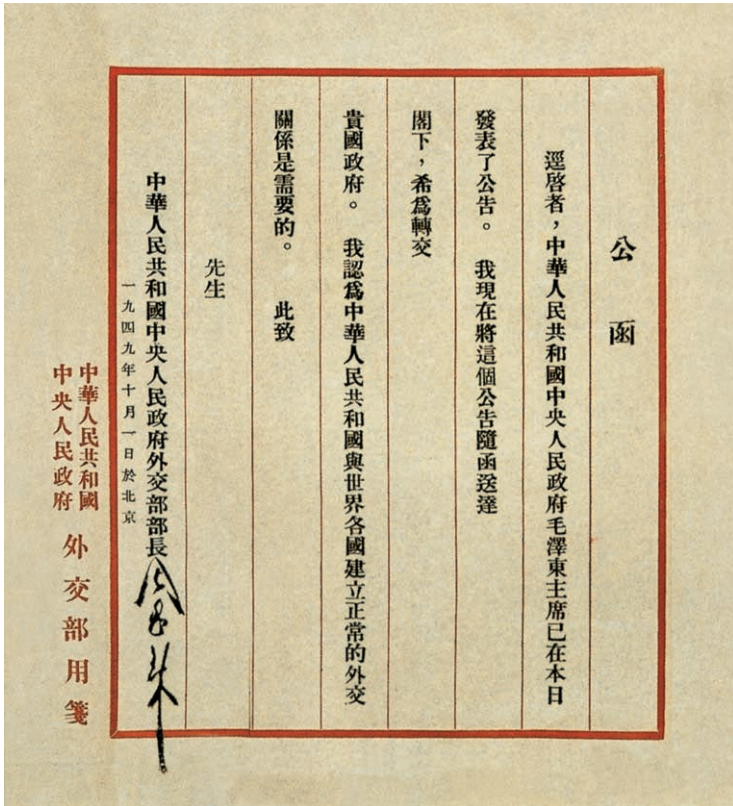 公函
逕啓者，中華人民共和國中央人民政府毛澤東主席已在本日
發表了公告。 我現在將這個公告隨函送達
閣下，希爲轉交
貴國政府。 我認爲中華人民共和國與世界各國建立正常的外交
關係是需要的。 此致
先生
中華人民共和國中央人民政府外交部部長 周恩來
一九四九年十月一日於北京
中華人民共和國
中央人民政府
外交部用箋